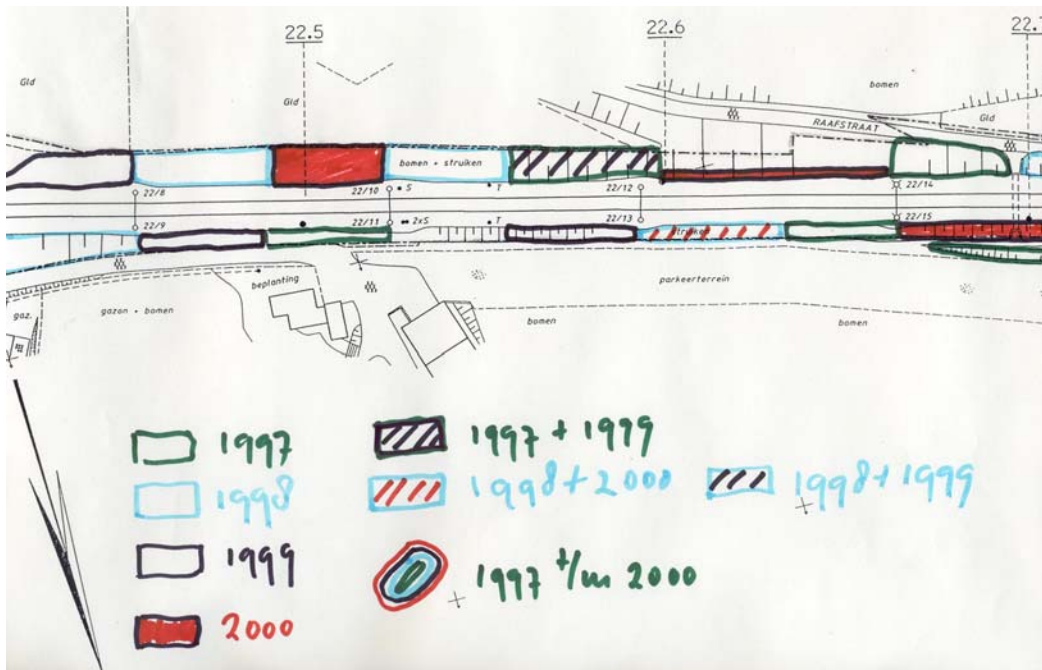 22.5
22.6
22.7
Gld
Gld
bomen
Gld
RAAFSTRAAT
bomen + struiken
22/8
22/10
S
T
22/12
22/14
22/9
22/11
2xS
T
22/13
struiken
22/15
beplanting
parkeerterrein
gaz.
gazon + bomen
bomen
bomen
1997
1997 + 1999
1998
1998 + 2000
1998 + 1999
1999
1997 t/m 2000
2000